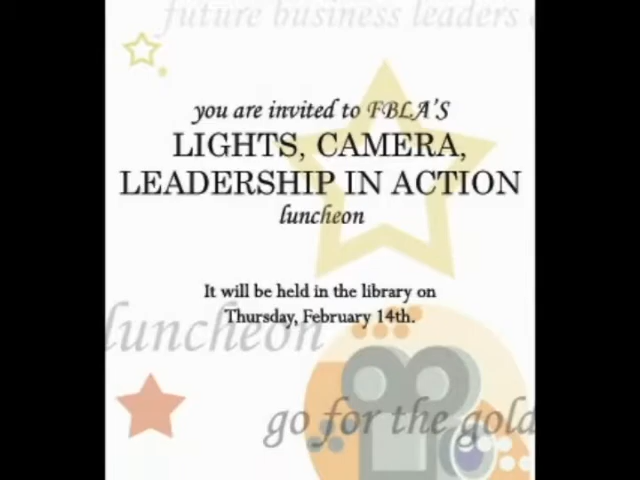 future business leaders
you are invited to FBLA'S
LIGHTS, CAMERA,
LEADERSHIP IN ACTION
luncheon
It will be held in the library on
Thursday, February 14th.
luncheon
go for the gold